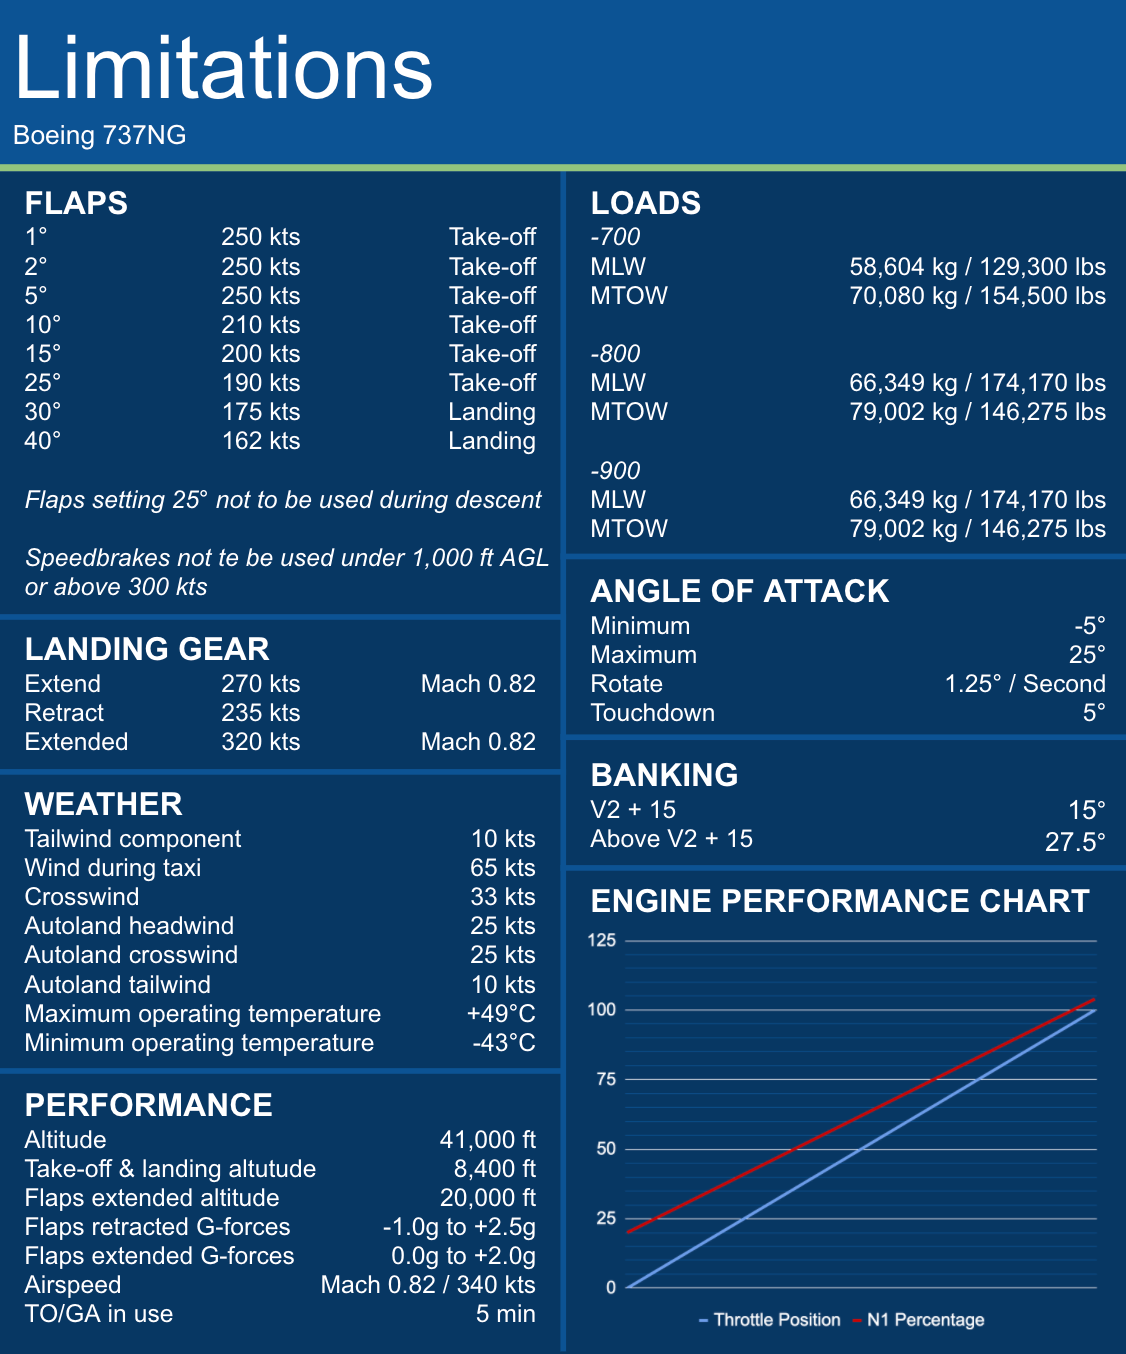 Limitations
Boeing 737NG
FLAPS
1° 250 kts Take-off
2° 250 kts Take-off
5° 250 kts Take-off
10° 210 kts Take-off
15° 200 kts Take-off
25° 190 kts Take-off
30° 175 kts Landing
40° 162 kts Landing
Flaps setting 25° not to be used during descent
Speedbrakes not te be used under 1,000 ft AGL
or above 300 kts
LANDING GEAR
Extend 270 kts Mach 0.82
Retract 235 kts
Extended 320 kts Mach 0.82
WEATHER
Tailwind component 10 kts
Wind during taxi 65 kts
Crosswind 33 kts
Autoland headwind 25 kts
Autoland crosswind 25 kts
Autoland tailwind 10 kts
Maximum operating temperature +49°C
Minimum operating temperature -43°C
PERFORMANCE
Altitude 41,000 ft
Take-off & landing altutude 8,400 ft
Flaps extended altitude 20,000 ft
Flaps retracted G-forces -1.0g to +2.5g
Flaps extended G-forces 0.0g to +2.0g
Airspeed Mach 0.82 / 340 kts
TO/GA in use 5 min
LOADS
-700
MLW 58,604 kg / 129,300 lbs
MTOW 70,080 kg / 154,500 lbs
-800
MLW 66,349 kg / 174,170 lbs
MTOW 79,002 kg / 146,275 lbs
-900
MLW 66,349 kg / 174,170 lbs
MTOW 79,002 kg / 146,275 lbs
ANGLE OF ATTACK
Minimum -5°
Maximum 25°
Rotate 1.25° / Second
Touchdown 5°
BANKING
V2 + 15 15°
Above V2 + 15 27.5°
ENGINE PERFORMANCE CHART
125
100
75
50
25
0
Throttle Position N1 Percentage